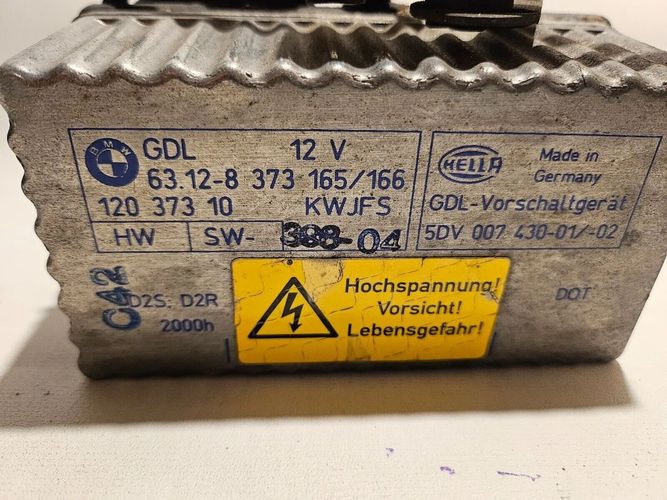 BMW
GDL 12 V
63.12-8 373 165/166
120 373 10 KWJFS
HW SW- 04
HELLA
Made in
Germany
GDL-Vorschaltgerät
5DV 007 430-01/-02
C42
D2S. D2R
2000h
Hochspannung!
Vorsicht!
Lebensgefahr!
DOT